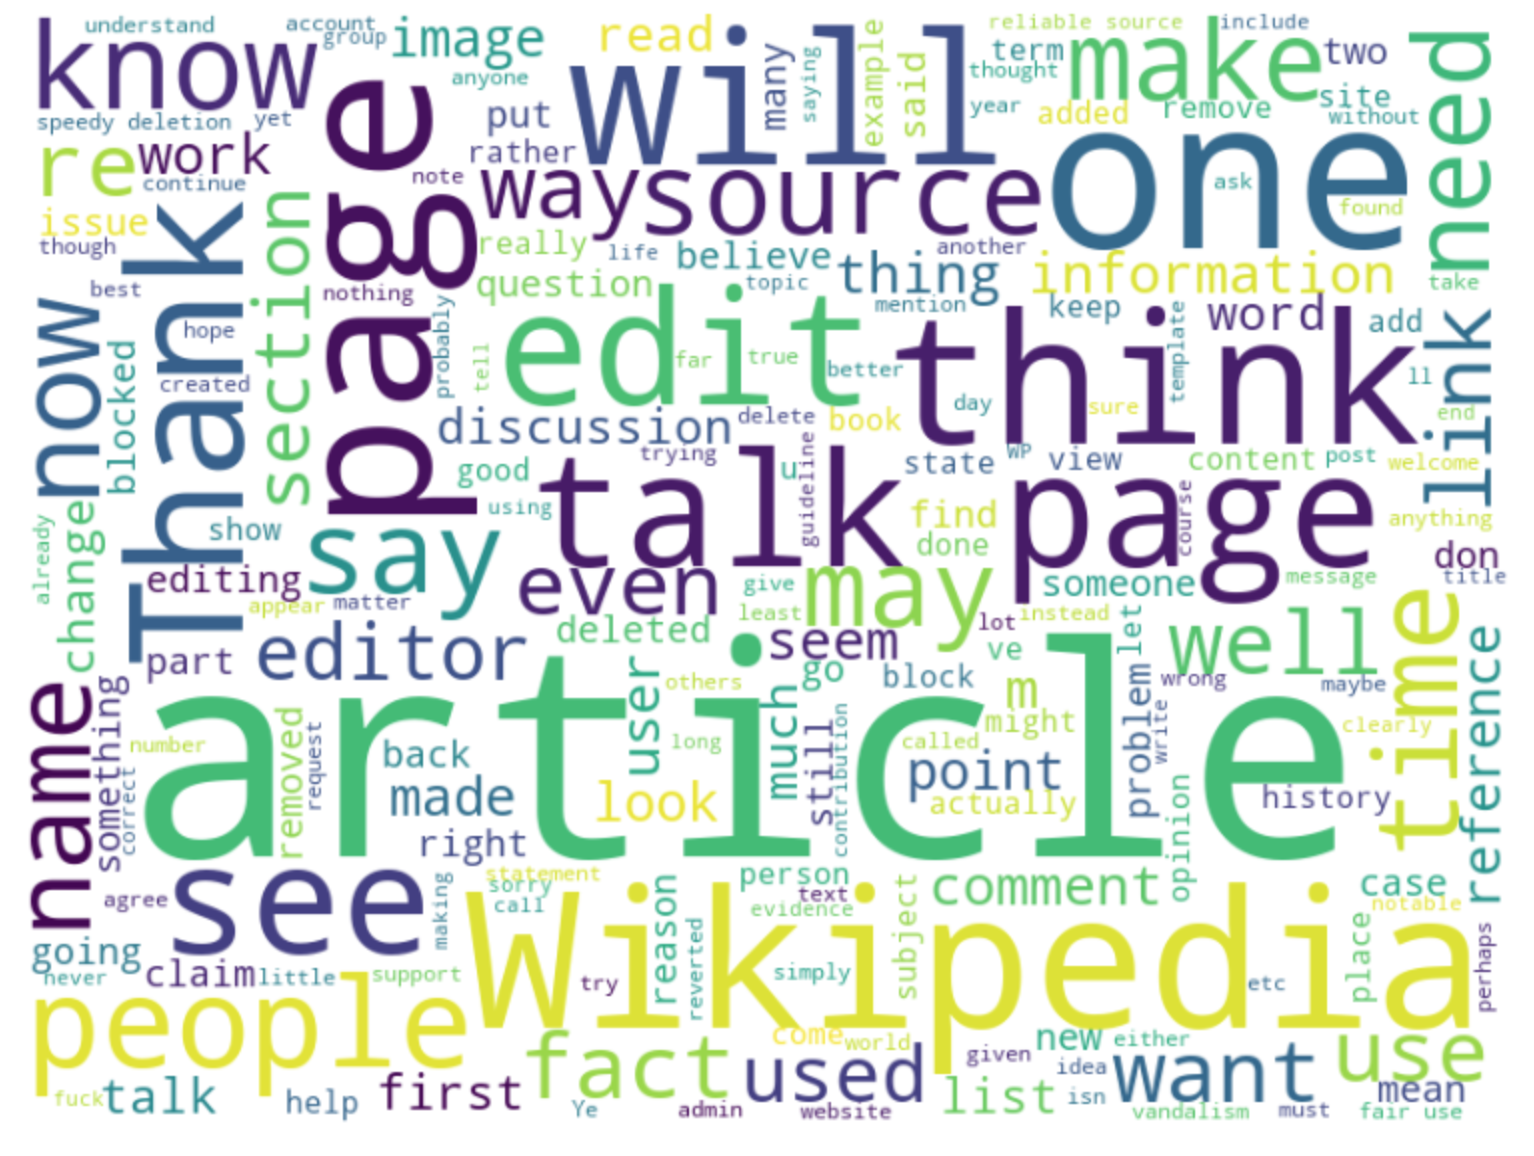 understand
account
group
image
read
will
many
saying
example
said
reliable source
include
term
thought
make
two
need
know
anyone
page
speedy deletion
yet
put
year
added
remove
site
without
re
work
rather
one
continue
note
way
source
ask
found
issue
though
Thank
section
really
life
believe
another
thing
information
best
nothing
question
topic
mention
keep
take
now
hope
probably
edit
think
template
word
add
link
blocked
created
tell
far
true
better
ll
discussion
delete
book
day
sure
end
trying
good
talk page
u
guideline
state
WP
view
content
post
welcome
using
find
course
anything
already
change
show
say
done
don
editing
even
give
may
someone
message
title
appear
matter
least
instead
time
part
editor
deleted
seem
lot
ve
let
well
reference
name
something
article
user
others
go
block
m
problem
wrong
maybe
number
removed
request
back
long
much
still
contribution
called
might
write
clearly
correct
made
look
point
actually
opinion
history
right
agree
see
making
statement
sorry
call
Wikipedia
reason
person
text
evidence
subject
comment
case
notable
going
never
claim
little
support
try
reverted
simply
etc
place
perhaps
people
fact
come
world
used
given
new
either
idea
want
use
fuck
talk
help
first
Ye
admin
website
list
isn
vandalism
must
mean
fair use